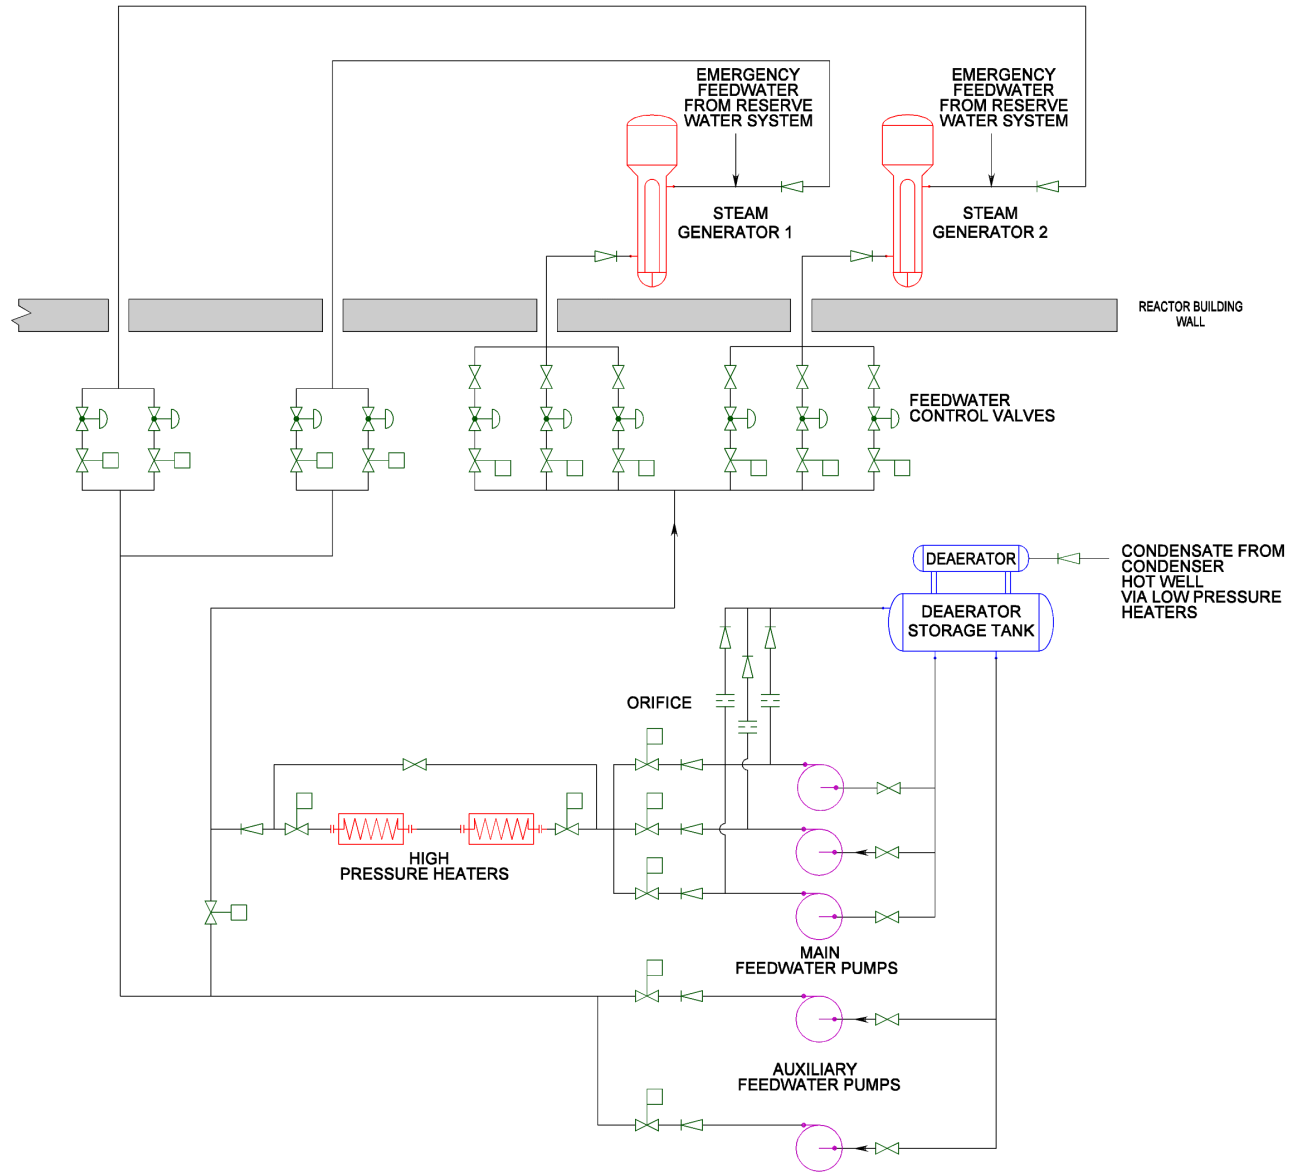 EMERGENCY
FEEDWATER
FROM RESERVE
WATER SYSTEM
EMERGENCY
FEEDWATER
FROM RESERVE
WATER SYSTEM
STEAM
GENERATOR 1
STEAM
GENERATOR 2
REACTOR BUILDING
WALL
FEEDWATER
CONTROL VALVES
DEAERATOR
DEAERATOR
STORAGE TANK
CONDENSATE FROM
CONDENSER
HOT WELL
VIA LOW PRESSURE
HEATERS
ORIFICE
HIGH
PRESSURE HEATERS
MAIN
FEEDWATER PUMPS
AUXILIARY
FEEDWATER PUMPS